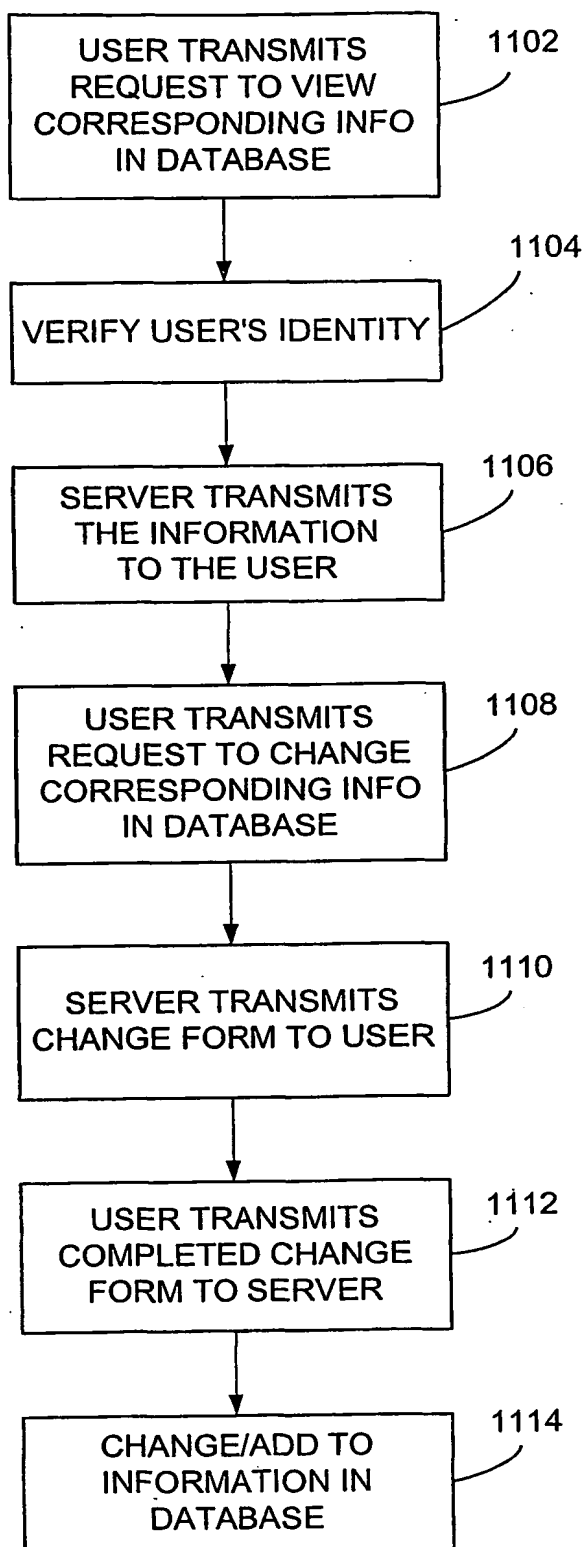 USER TRANSMITS
REQUEST TO VIEW
CORRESPONDING INFO
IN DATABASE
1102
VERIFY USER'S IDENTITY
1104
SERVER TRANSMITS
THE INFORMATION
TO THE USER
1106
USER TRANSMITS
REQUEST TO CHANGE
CORRESPONDING INFO
IN DATABASE
1108
SERVER TRANSMITS
CHANGE FORM TO USER
1110
USER TRANSMITS
COMPLETED CHANGE
FORM TO SERVER
1112
CHANGE/ADD TO
INFORMATION IN
DATABASE
1114